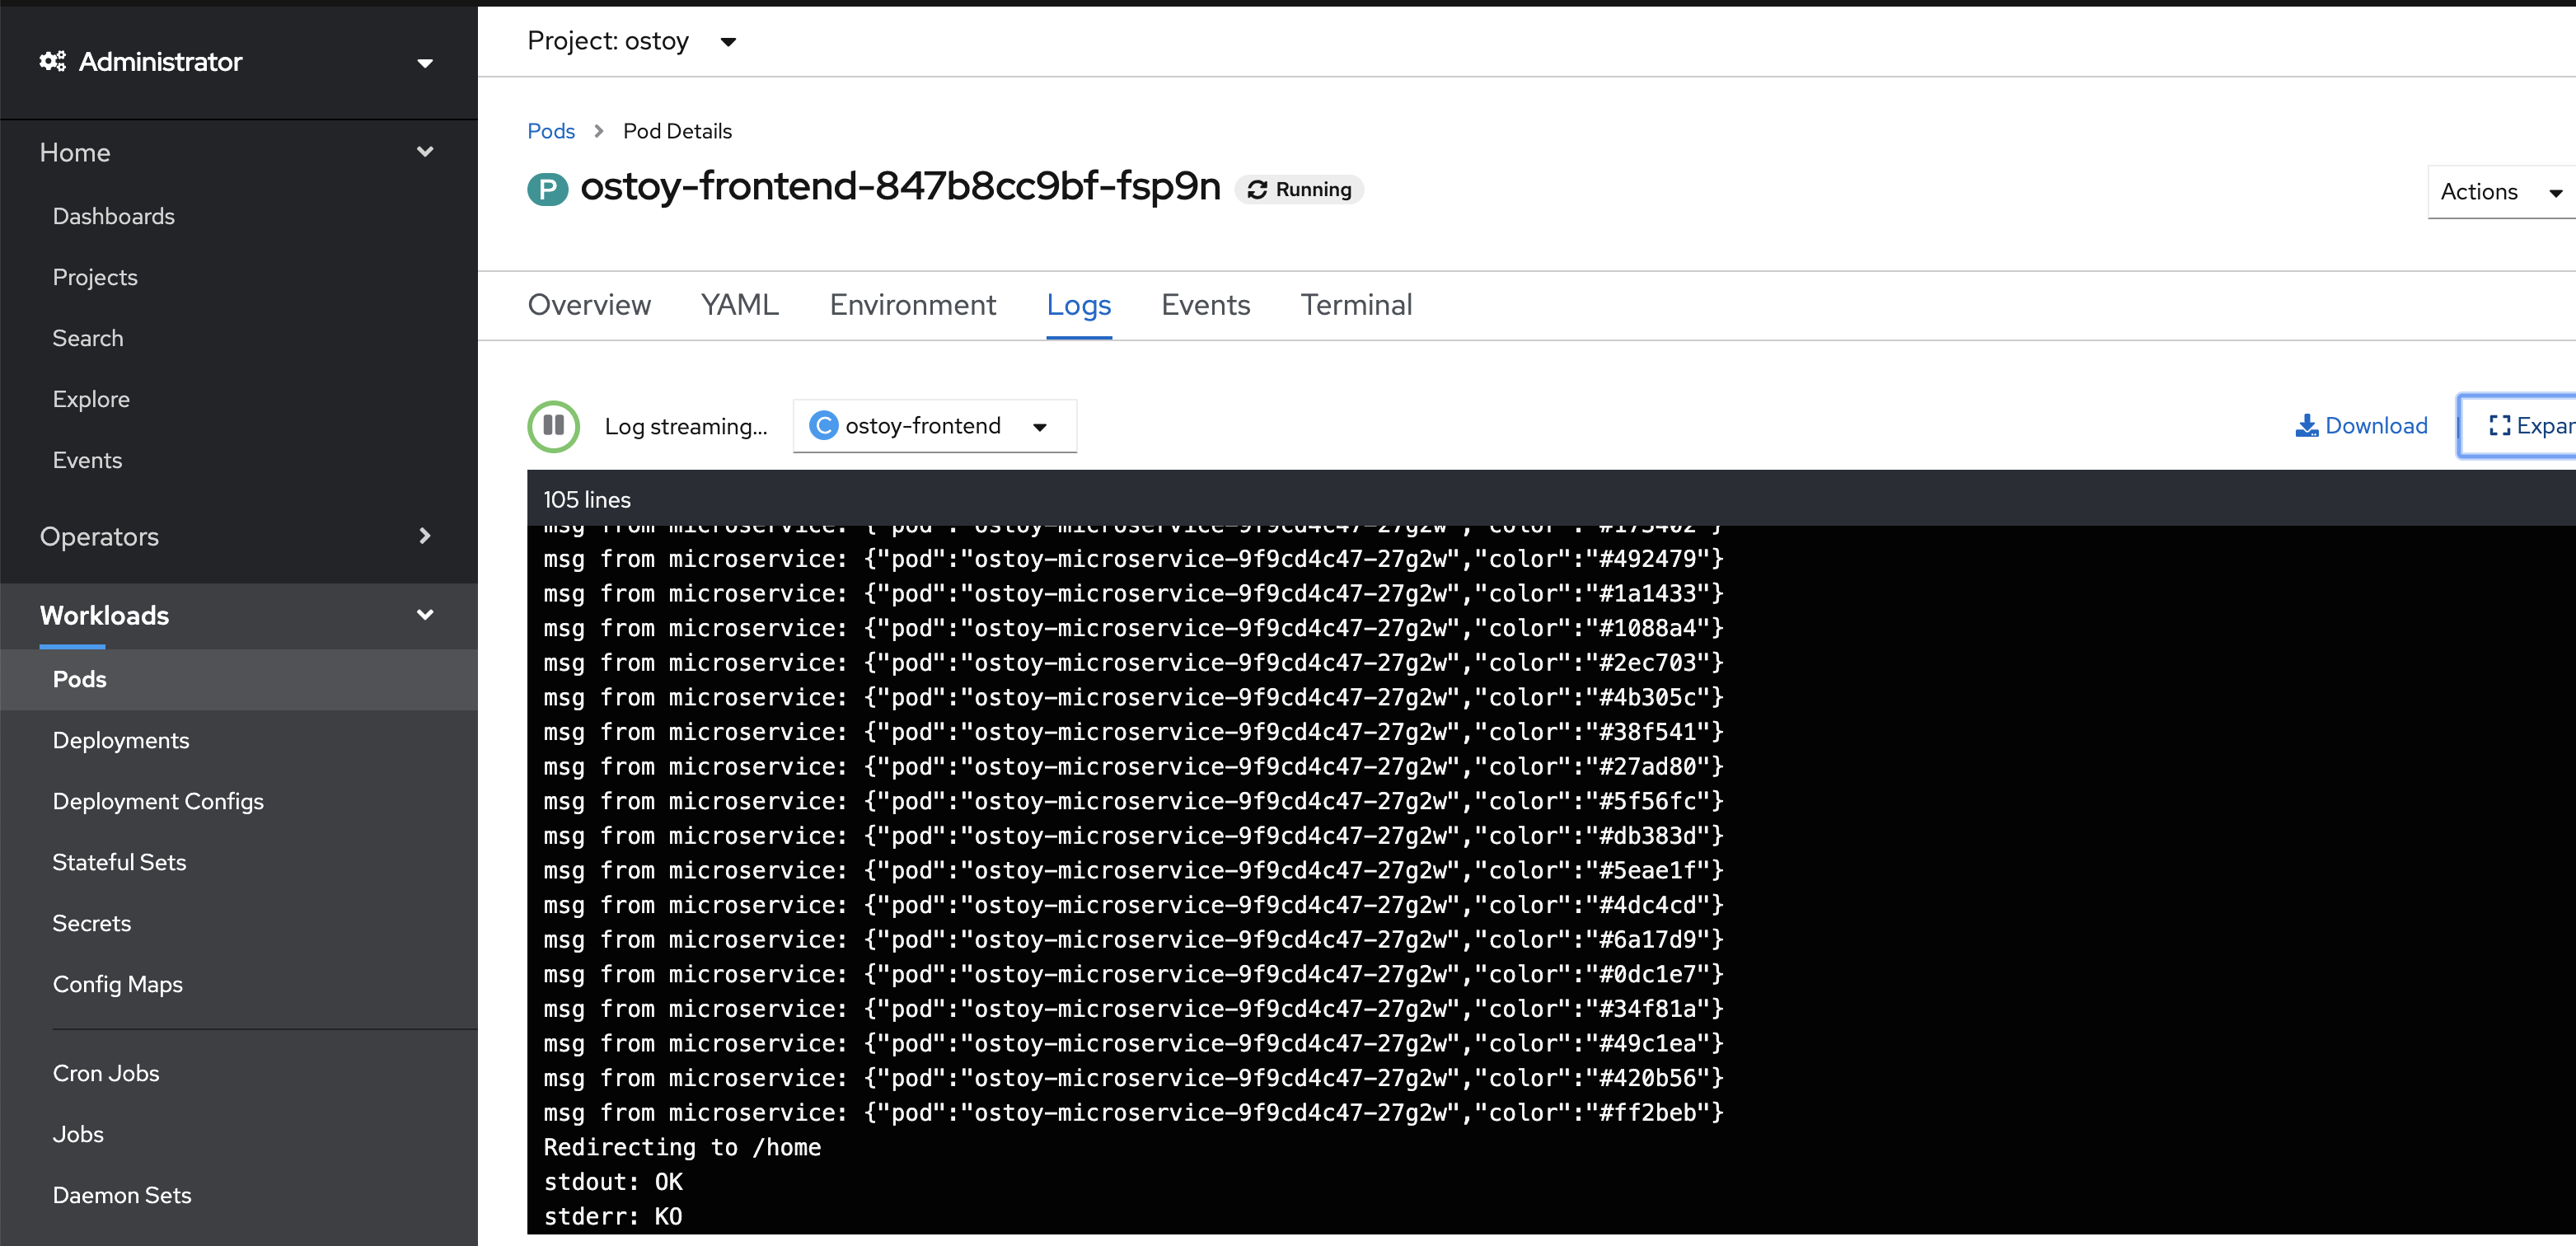 Administrator
Home
Dashboards
Projects
Search
Explore
Events
Operators
Workloads
Pods
Deployments
Deployment Configs
Stateful Sets
Secrets
Config Maps
Cron Jobs
Jobs
Daemon Sets
Project: ostoy
Pods > Pod Details
P ostoy-frontend-847b8cc9bf-fsp9n Running
Actions
Overview YAML Environment Logs Events Terminal
Log streaming... C ostoy-frontend Download Expan
105 lines
msg from microservice: {"pod":"ostoy-microservice-9f9cd4c47-27g2w","color":"#173402"}
msg from microservice: {"pod":"ostoy-microservice-9f9cd4c47-27g2w","color":"#492479"}
msg from microservice: {"pod":"ostoy-microservice-9f9cd4c47-27g2w","color":"#1a1433"}
msg from microservice: {"pod":"ostoy-microservice-9f9cd4c47-27g2w","color":"#1088a4"}
msg from microservice: {"pod":"ostoy-microservice-9f9cd4c47-27g2w","color":"#2ec703"}
msg from microservice: {"pod":"ostoy-microservice-9f9cd4c47-27g2w","color":"#4b305c"}
msg from microservice: {"pod":"ostoy-microservice-9f9cd4c47-27g2w","color":"#38f541"}
msg from microservice: {"pod":"ostoy-microservice-9f9cd4c47-27g2w","color":"#27ad80"}
msg from microservice: {"pod":"ostoy-microservice-9f9cd4c47-27g2w","color":"#5f56fc"}
msg from microservice: {"pod":"ostoy-microservice-9f9cd4c47-27g2w","color":"#db383d"}
msg from microservice: {"pod":"ostoy-microservice-9f9cd4c47-27g2w","color":"#5eae1f"}
msg from microservice: {"pod":"ostoy-microservice-9f9cd4c47-27g2w","color":"#4dc4cd"}
msg from microservice: {"pod":"ostoy-microservice-9f9cd4c47-27g2w","color":"#6a17d9"}
msg from microservice: {"pod":"ostoy-microservice-9f9cd4c47-27g2w","color":"#0dc1e7"}
msg from microservice: {"pod":"ostoy-microservice-9f9cd4c47-27g2w","color":"#34f81a"}
msg from microservice: {"pod":"ostoy-microservice-9f9cd4c47-27g2w","color":"#49c1ea"}
msg from microservice: {"pod":"ostoy-microservice-9f9cd4c47-27g2w","color":"#420b56"}
msg from microservice: {"pod":"ostoy-microservice-9f9cd4c47-27g2w","color":"#ff2beb"}
Redirecting to /home
stdout: OK
stderr: KO